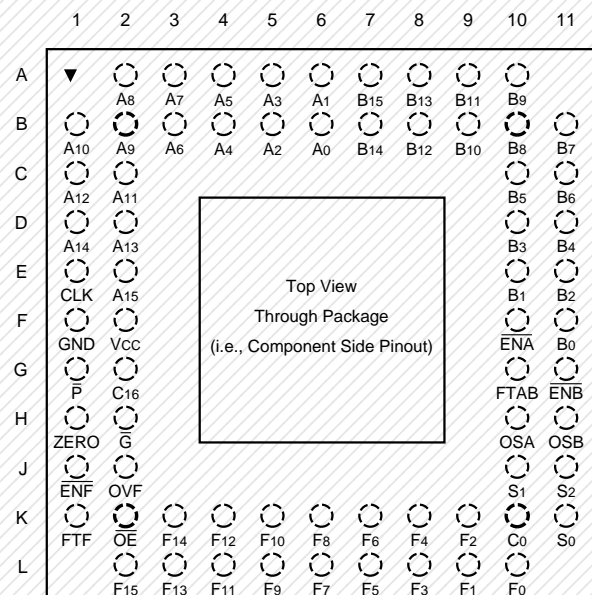 1 2 3 4 5 6 7 8 9 10 11
A ▼
A8 A7 A5 A3 A1 B15 B13 B11 B9
B
A10 A9 A6 A4 A2 A0 B14 B12 B10 B8 B7
C
A12 A11 B5 B6
D
A14 A13 B3 B4
E
CLK A15 B1 B2
Top View
Through Package
(i.e., Component Side Pinout)
F
GND VCC E̅N̅A̅ B0
G
P̅ C16 FTAB E̅N̅B̅
H
ZERO G̅ OSA OSB
J
E̅N̅F̅ OVF S1 S2
K
FTF O̅E̅ F14 F12 F10 F8 F6 F4 F2 C0 S0
L
F15 F13 F11 F9 F7 F5 F3 F1 F0